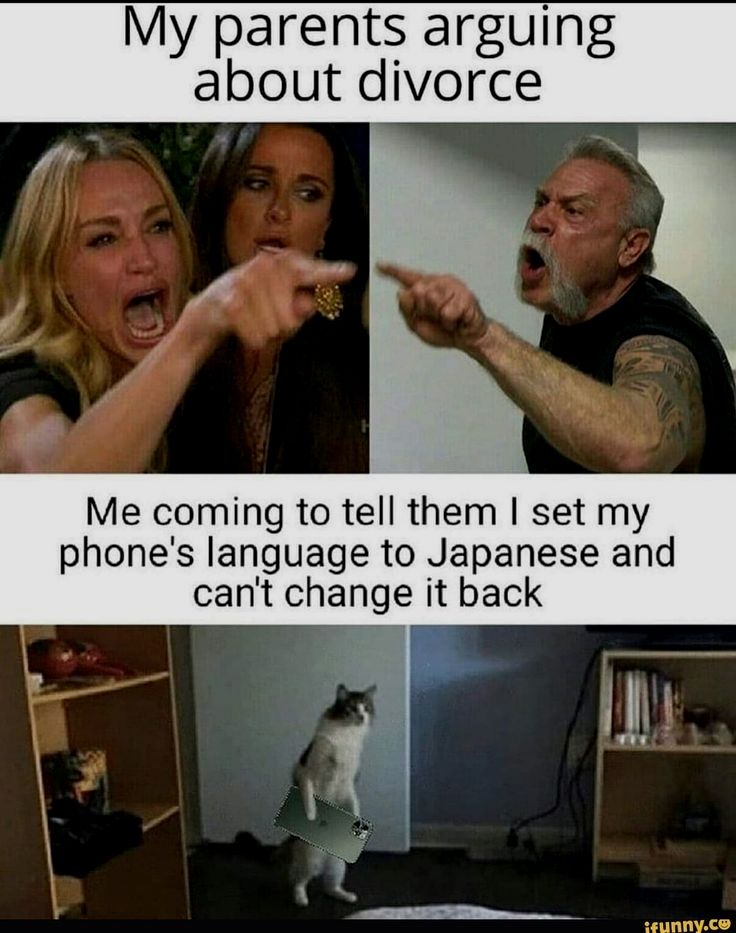 My parents arguing
about divorce
Me coming to tell them I set my
phone's language to Japanese and
can't change it back
ifunny.co